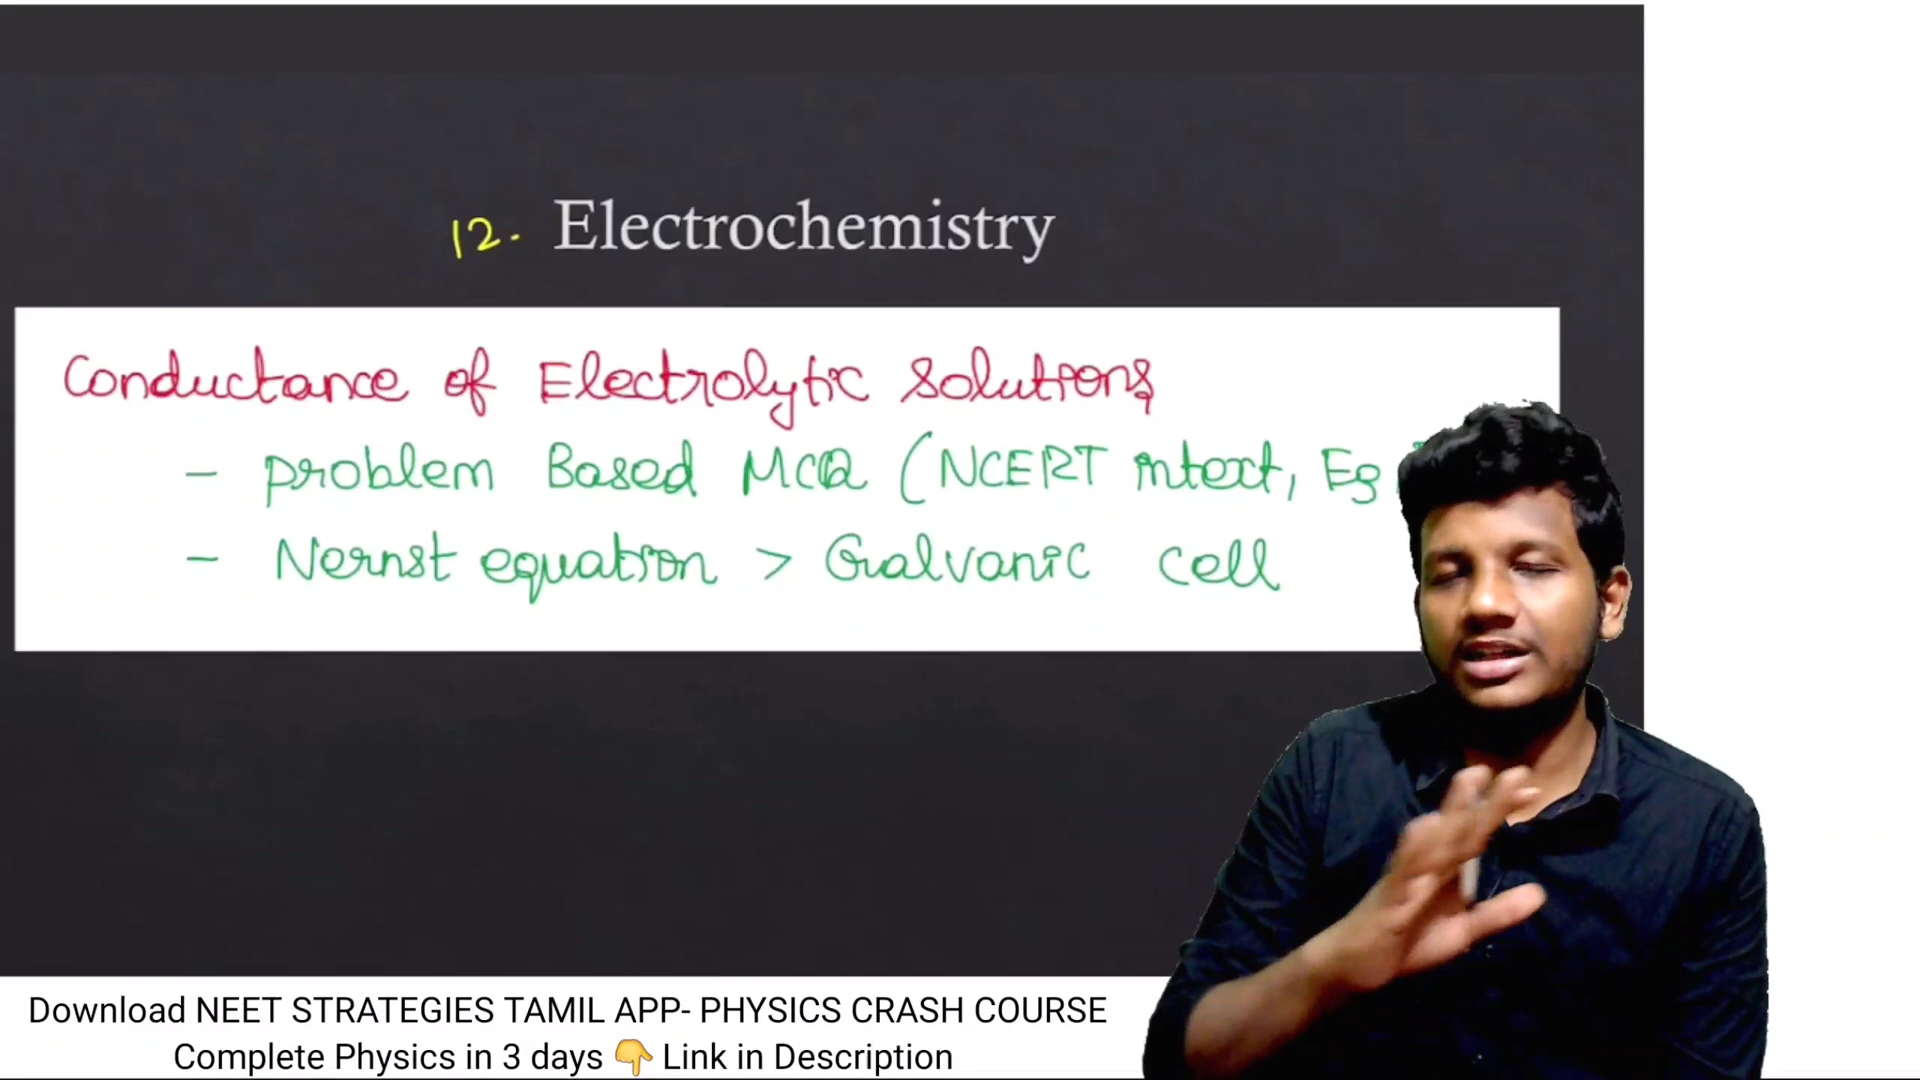 12. Electrochemistry
Conductance of Electrolytic Solutions
- Problem Based MCQ (NCERT intext, Eg
- Nernst equation > Galvanic cell
Download NEET STRATEGIES TAMIL APP- PHYSICS CRASH COURSE
Complete Physics in 3 days 👇 Link in Description